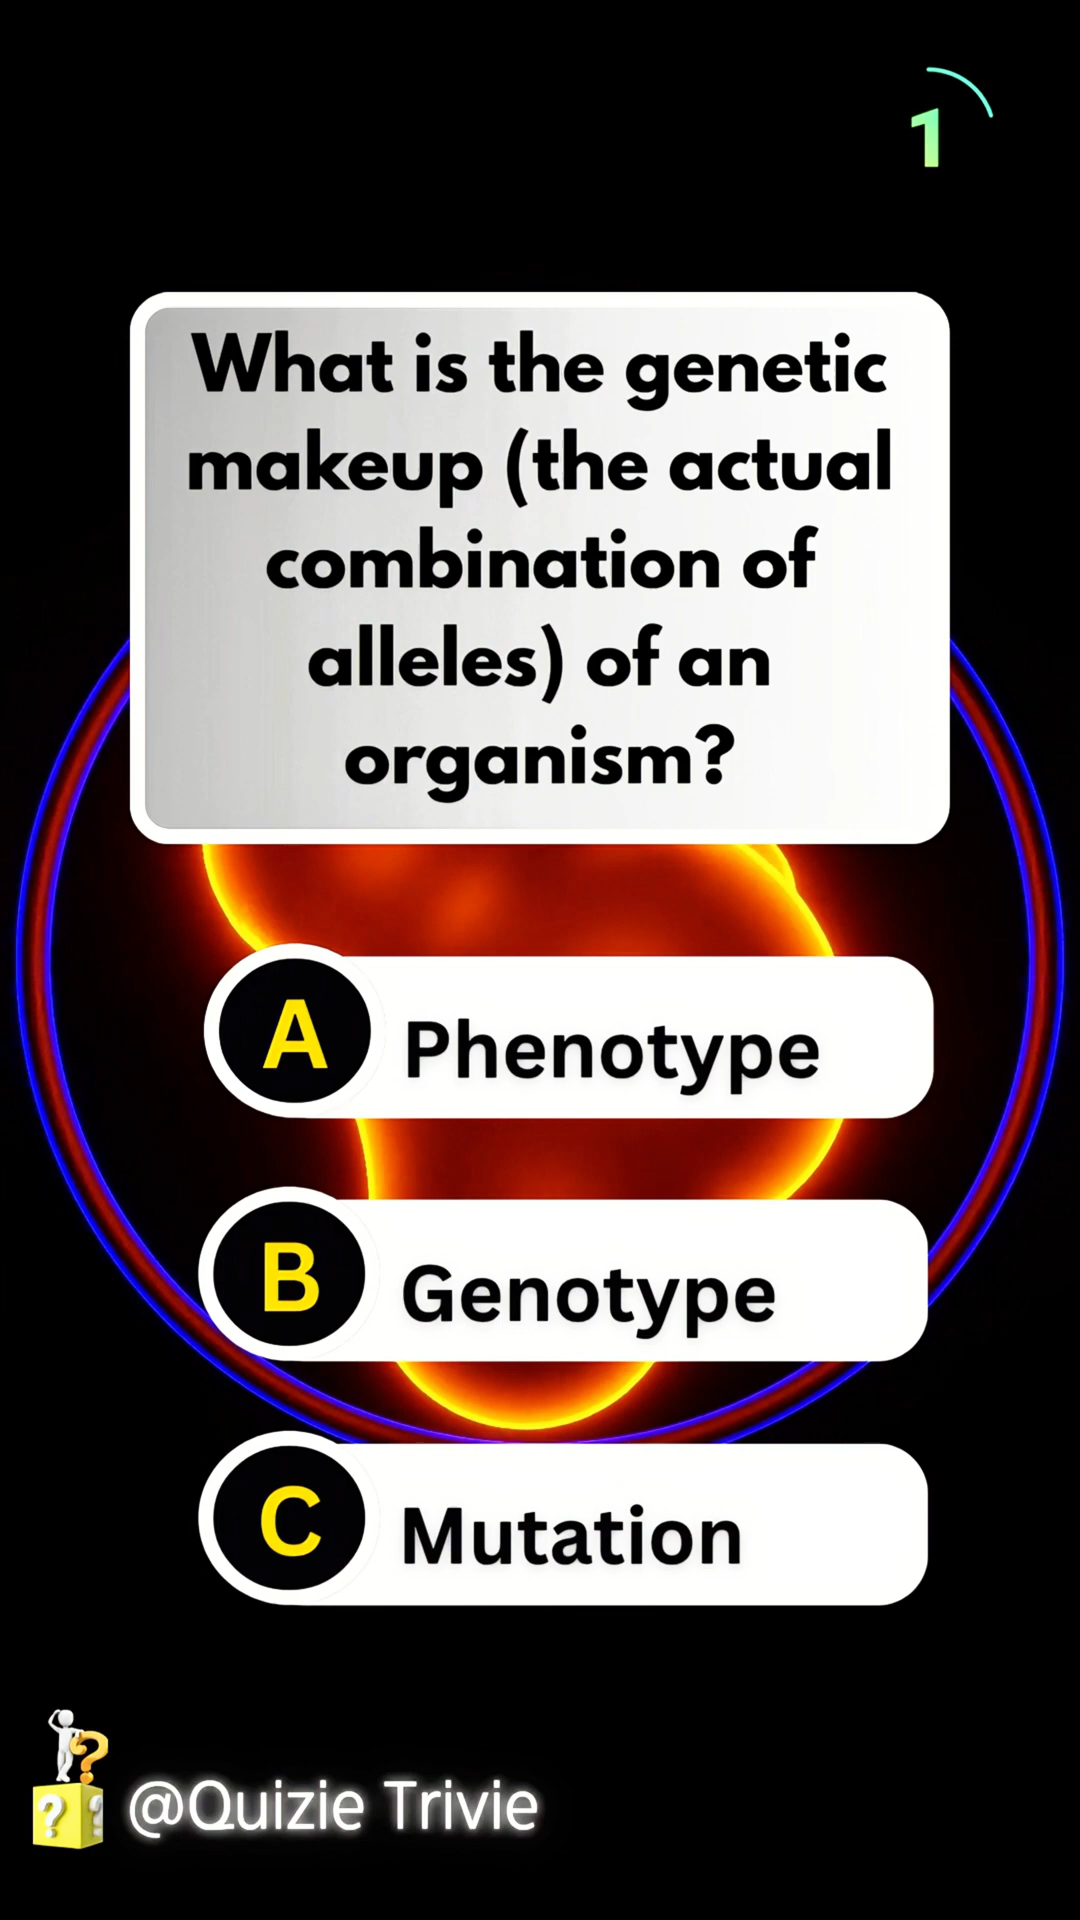 1
What is the genetic
makeup (the actual
combination of
alleles) of an
organism?
A Phenotype
B Genotype
C Mutation
? ?
@Quizie Trivie